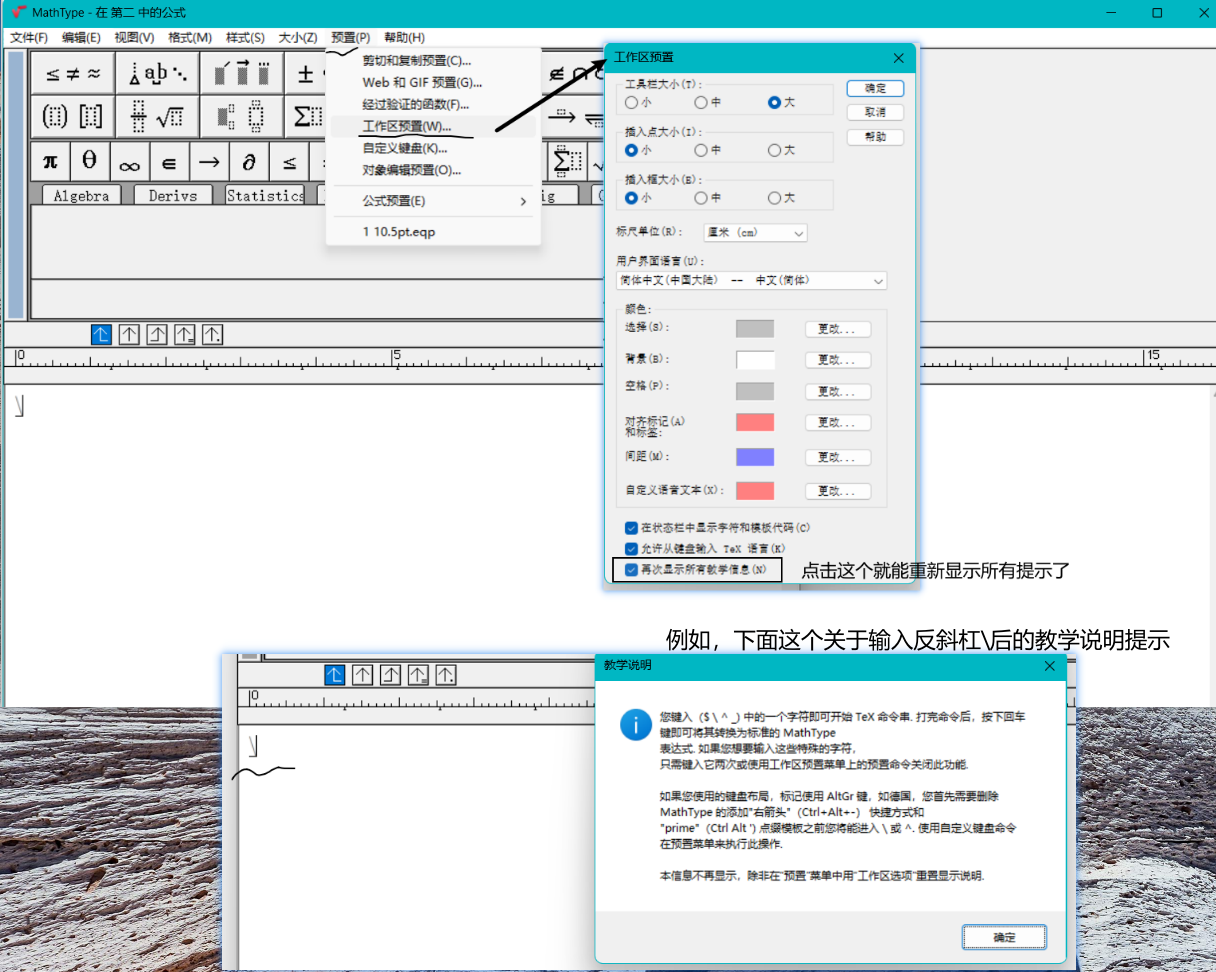 MathType - 在 第二 中的公式
文件(F) 编辑(E) 视图(V) 格式(M) 样式(S) 大小(Z) 预置(P) 帮助(H)
剪切和复制预置(C)...
Web 和 GIF 预置(G)...
经过验证的函数(F)...
工作区预置(W)...
自定义键盘(K)...
对象编辑预置(O)...
公式预置(E)
1 10.5pt.eqp
≤ ≠ ≈
ab
±
∉ ∩
Σ
π θ ∞ ∈ → ∂ ≤
Σ
Algebra Derivs Statistics
ig
0 5 15
\
工作区预置
工具栏大小(T):
小 中 大
插入点大小(I):
小 中 大
插入框大小(E):
小 中 大
确定
取消
帮助
标尺单位(R): 厘米 (cm)
用户界面语言(U):
简体中文(中国大陆) -- 中文(简体)
颜色:
选择(S): 更改...
背景(B): 更改...
空格(P): 更改...
对齐标记(A)
和标签: 更改...
间距(M): 更改...
自定义语言文本(X): 更改...
在状态栏中显示字符和模板代码(C)
允许从键盘输入 TeX 语言(K)
再次显示所有教学信息(N)
点击这个就能重新显示所有提示了
例如，下面这个关于输入反斜杠\后的教学说明提示
0
\
教学说明
您键入（$ \ ^ _) 中的一个字符即可开始 TeX 命令串. 打完命令后，按下回车
键即可将其转换为标准的 MathType
表达式. 如果您想要输入这些特殊的字符，
只需键入它两次或使用工作区预置菜单上的预置命令关闭此功能.
如果您使用的键盘布局，标记使用 AltGr 键，如德国，您首先需要删除
MathType 的添加"右箭头"（Ctrl+Alt+-） 快捷方式和
"prime"（Ctrl Alt ') 点缀模板之前您将能进入 \ 或 ^. 使用自定义键盘命令
在预置菜单来执行此操作.
本信息不再显示，除非在"预置"菜单中用"工作区选项"重置显示说明.
确定